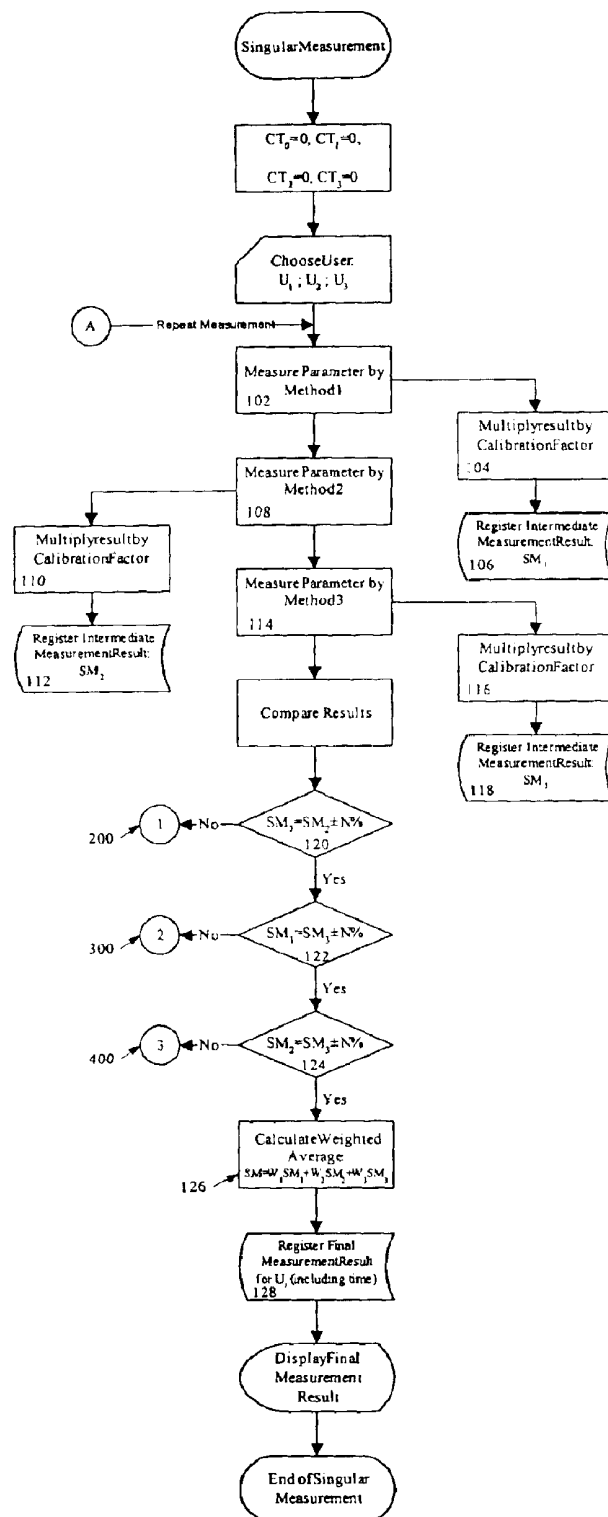 SingularMeasurement
CT₀=0, CT₁=0,
CT₂=0, CT₃=0
ChooseUser:
U₁ ; U₂ ; U₃
A
Repeat Measurement
Measure Parameter by
Method1
102
Multiplyresultby
CalibrationFactor
104
Register Intermediate
MeasurementResult:
SM₁
106
Measure Parameter by
Method2
108
Multiplyresultby
CalibrationFactor
110
Register Intermediate
MeasurementResult:
SM₂
112
Measure Parameter by
Method3
114
Multiplyresultby
CalibrationFactor
116
Register Intermediate
MeasurementResult:
SM₃
118
Compare Results
200
1
No
SM₁=SM₂±N%
120
Yes
300
2
No
SM₁=SM₃±N%
122
Yes
400
3
No
SM₂=SM₃±N%
124
Yes
CalculateWeighted
Average
SM=W₁SM₁+W₂SM₂+W₃SM₃
126
Register Final
MeasurementResult
for Uᵢ (including time)
128
DisplayFinal
Measurement
Result
EndofSingular
Measurement